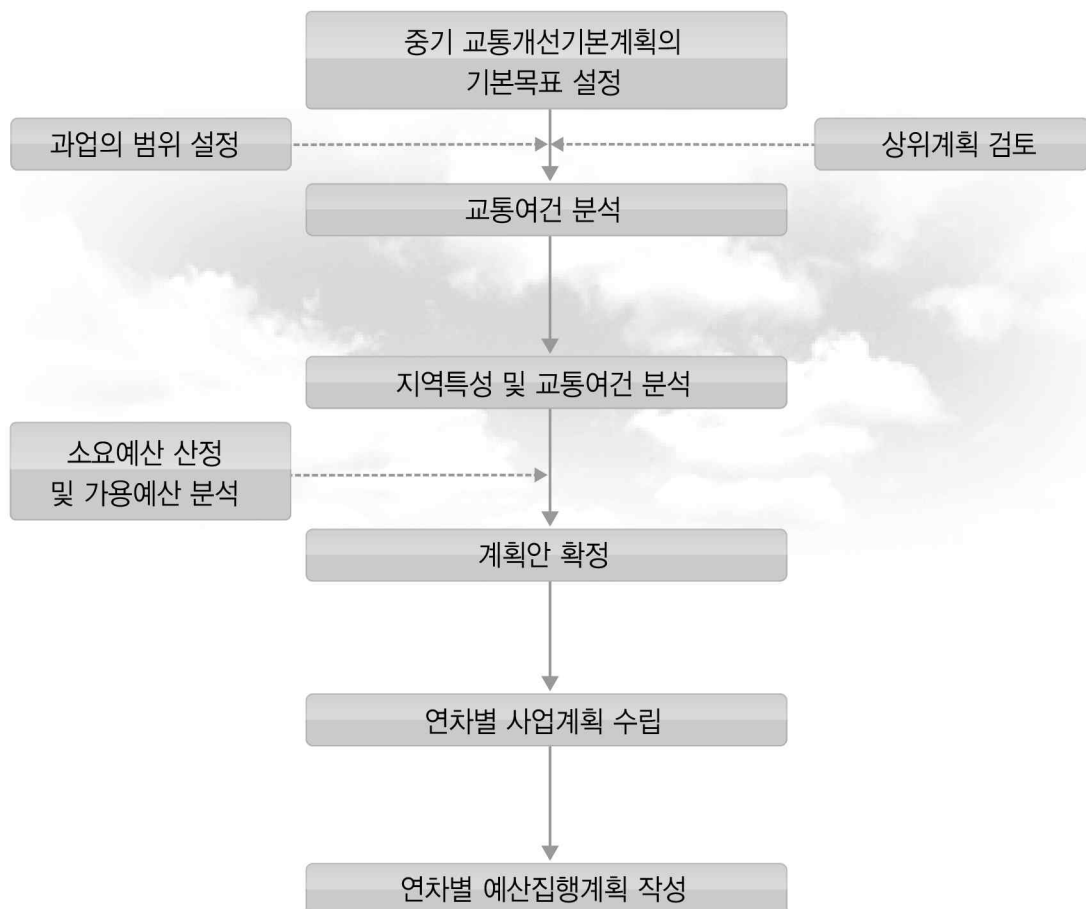 중기 교통개선기본계획의
기본목표 설정
과업의 범위 설정
상위계획 검토
교통여건 분석
지역특성 및 교통여건 분석
소요예산 산정
및 가용예산 분석
계획안 확정
연차별 사업계획 수립
연차별 예산집행계획 작성